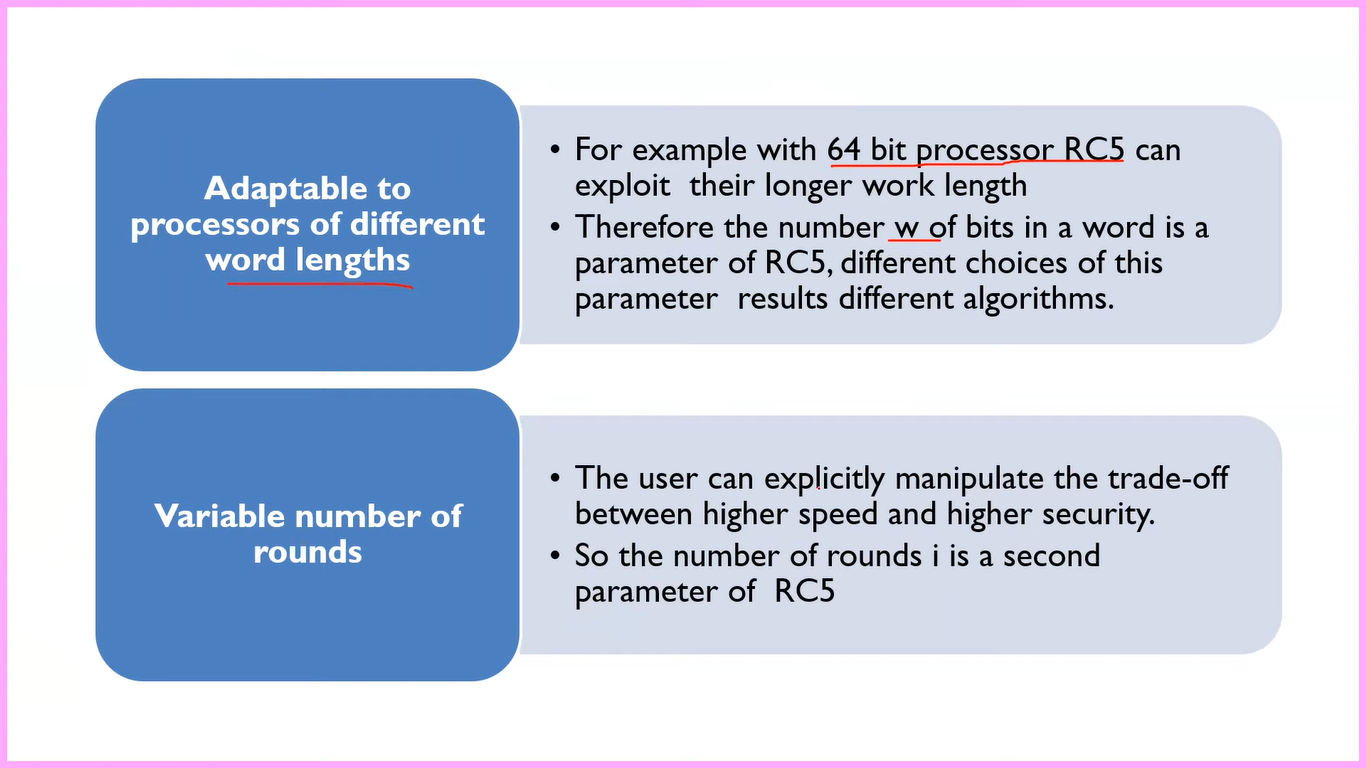 Adaptable to
processors of different
word lengths
• For example with 64 bit processor RC5 can
exploit  their longer work length
• Therefore the number w of bits in a word is a
parameter of RC5, different choices of this
parameter  results different algorithms.
Variable number of
rounds
• The user can explicitly manipulate the trade-off
between higher speed and higher security.
• So the number of rounds i is a second
parameter of  RC5